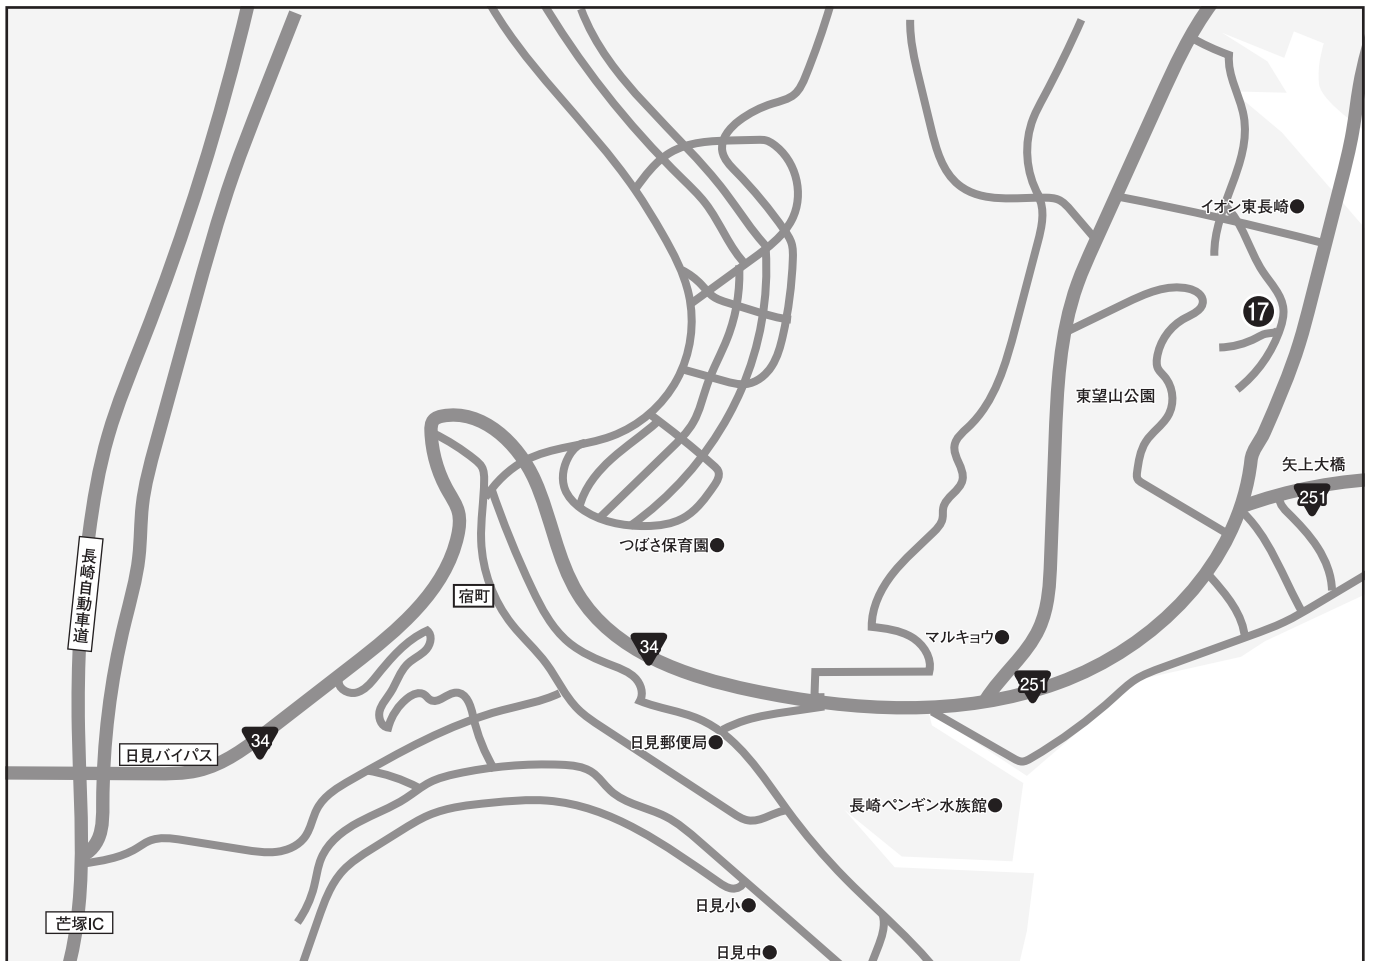 イオン東長崎
17
東望山公園
矢上大橋
251
つばさ保育園
長崎自動車道
宿町
マルキョウ
34
251
34
日見バイパス
日見郵便局
長崎ペンギン水族館
日見小
芒塚IC
日見中